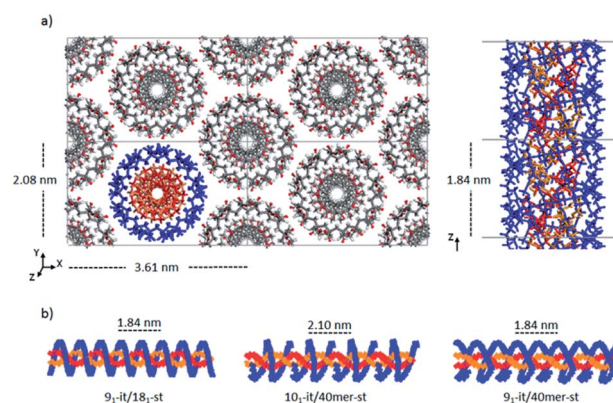 a)
2.08 nm
Y
Z
X
3.61 nm
1.84 nm
Z
b)
1.84 nm
2.10 nm
1.84 nm
9₁-it/18₁-st
10₁-it/40mer-st
9₁-it/40mer-st